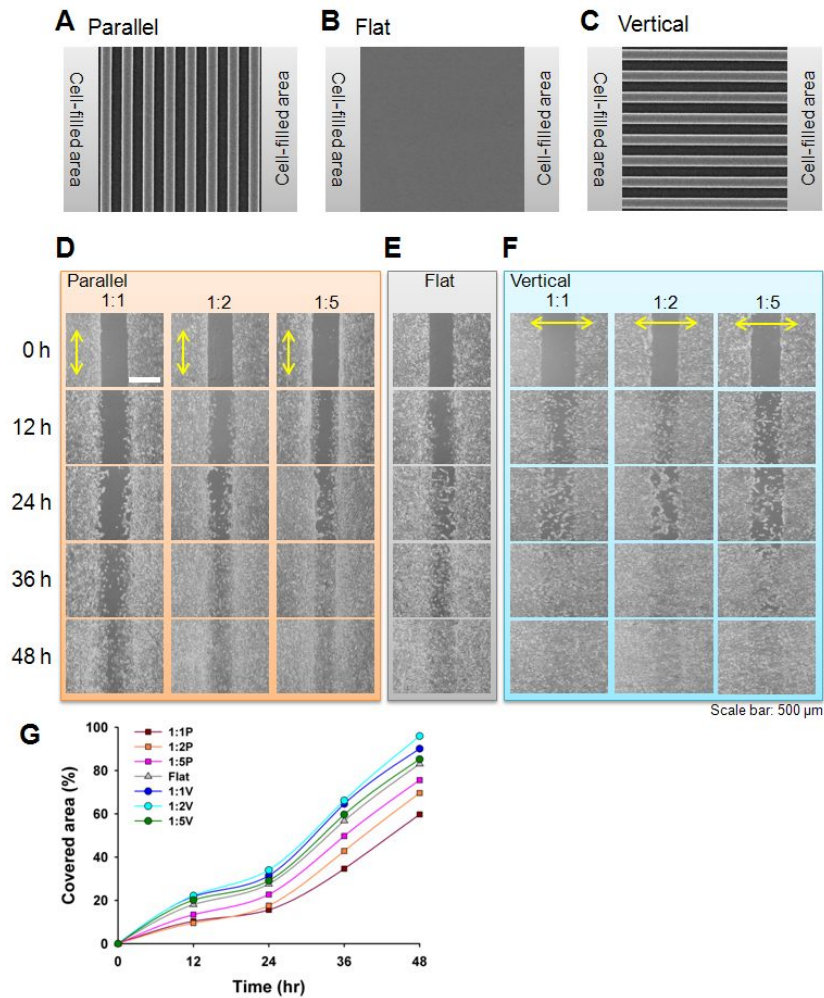 A Parallel
B Flat
C Vertical
Cell-filled area
Cell-filled area
Cell-filled area
Cell-filled area
Cell-filled area
Cell-filled area
D
E
F
Parallel
Flat
Vertical
1:1 1:2 1:5
1:1 1:2 1:5
0 h
12 h
24 h
36 h
48 h
Scale bar: 500 µm
G
1:1P
1:2P
1:5P
Flat
1:1V
1:2V
1:5V
Covered area (%)
100
80
60
40
20
0
0 12 24 36 48
Time (hr)